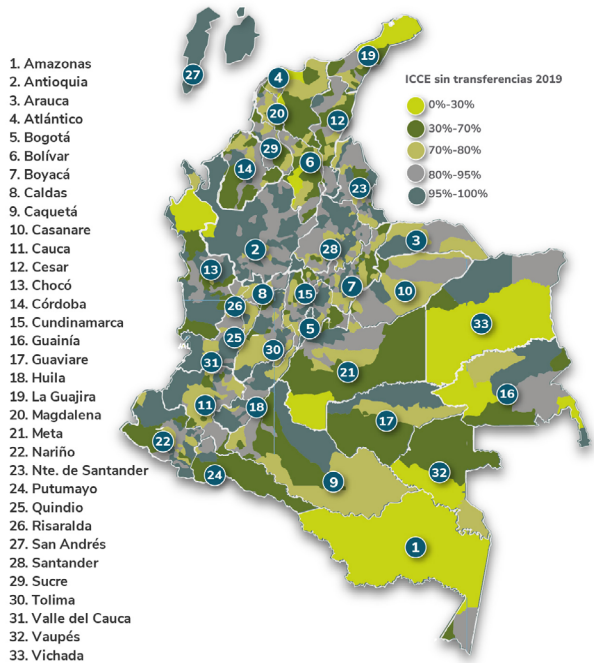 1. Amazonas
2. Antioquia
3. Arauca
4. Atlántico
5. Bogotá
6. Bolívar
7. Boyacá
8. Caldas
9. Caquetá
10. Casanare
11. Cauca
12. Cesar
13. Chocó
14. Córdoba
15. Cundinamarca
16. Guainía
17. Guaviare
18. Huila
19. La Guajira
20. Magdalena
21. Meta
22. Nariño
23. Nte. de Santander
24. Putumayo
25. Quindio
26. Risaralda
27. San Andrés
28. Santander
29. Sucre
30. Tolima
31. Valle del Cauca
32. Vaupés
33. Vichada
ICCE sin transferencias 2019
0%-30%
30%-70%
70%-80%
80%-95%
95%-100%
19
27
4
20
12
29
14
6
23
3
2
28
13
7
8
15
10
26
33
5
25
30
31
21
16
11
18
17
22
24
9
32
1